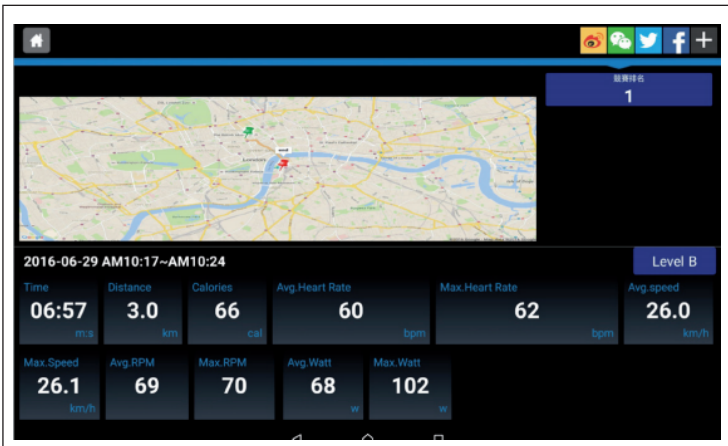 競賽排名
1
London
2016-06-29 AM10:17~AM10:24
Level B
Time
Distance
Calories
Avg.Heart Rate
Max.Heart Rate
Avg.speed
06:57
3.0
66
60
62
26.0
m:s
km
cal
bpm
bpm
km/h
Max.Speed
Avg.RPM
Max.RPM
Avg.Watt
Max.Watt
26.1
69
70
68
102
km/h
w
w